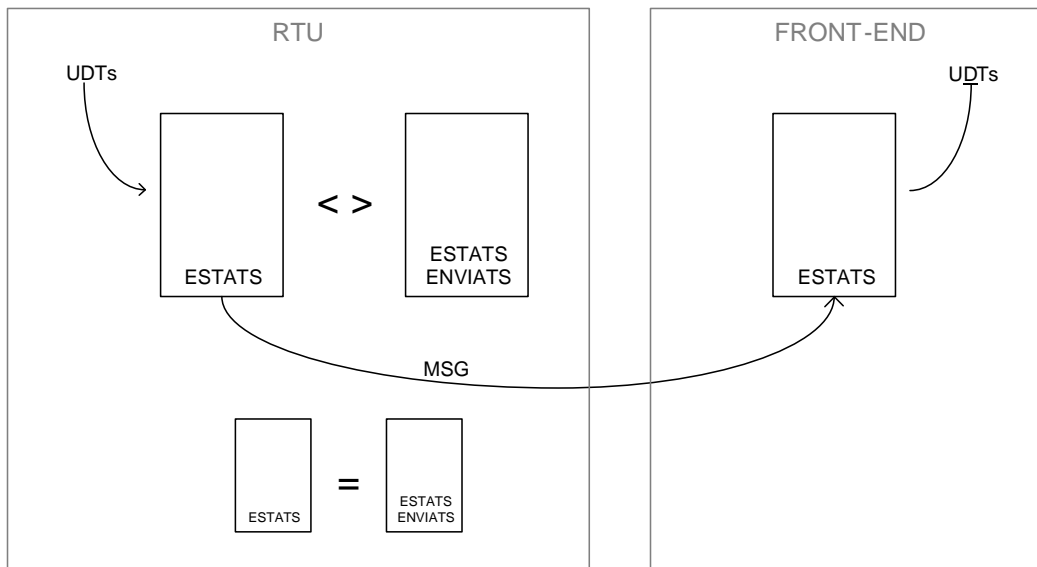 RTU
FRONT-END
UDTs
UDTs
< >
ESTATS
ESTATS
ENVIATS
ESTATS
MSG
=
ESTATS
ESTATS
ENVIATS